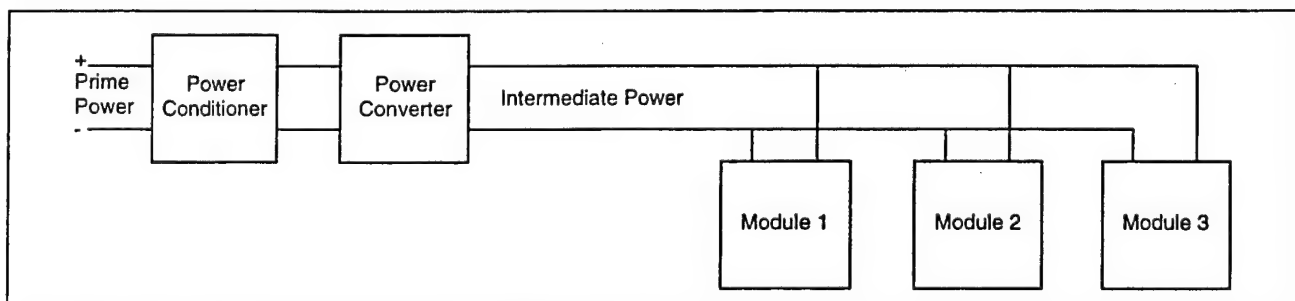 +
Prime
Power
-
Power
Conditioner
Power
Converter
Intermediate Power
Module 1
Module 2
Module 3